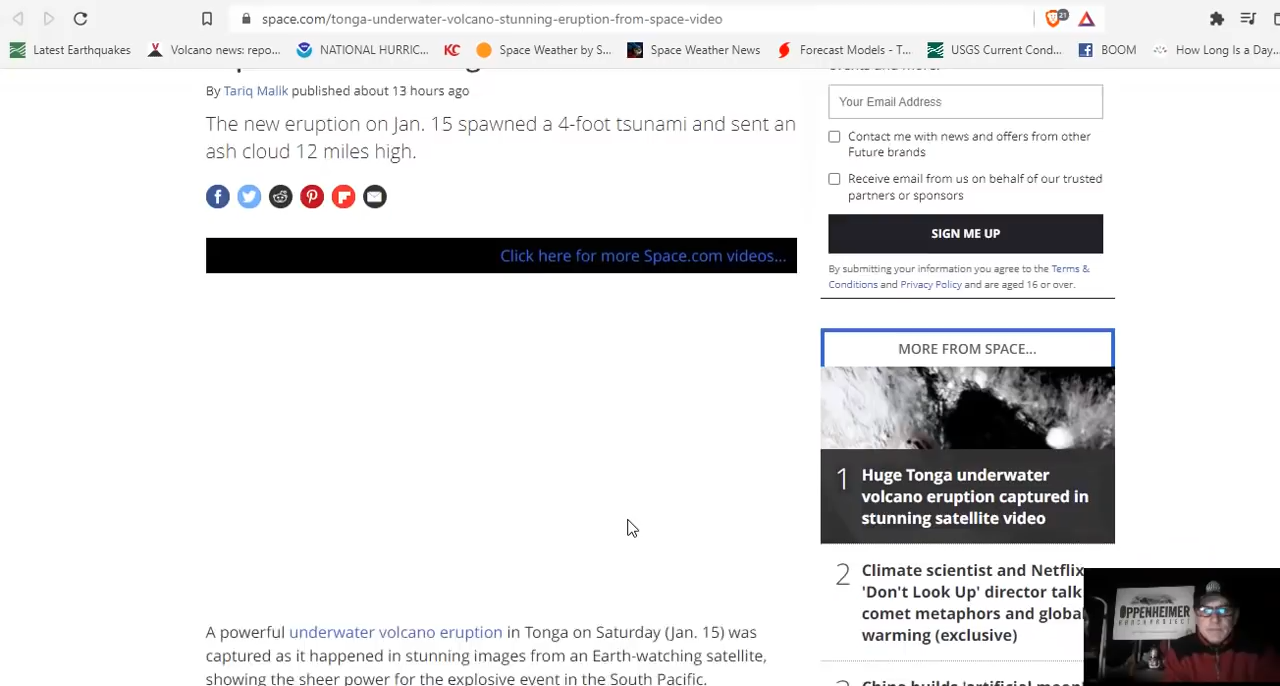 space.com/tonga-underwater-volcano-stunning-eruption-from-space-video
21
Latest Earthquakes
Volcano news: repo...
NATIONAL HURRIC...
KC
Space Weather by S...
Space Weather News
Forecast Models - T...
USGS Current Cond...
BOOM
How Long Is a Day...
By Tariq Malik published about 13 hours ago
The new eruption on Jan. 15 spawned a 4-foot tsunami and sent an
ash cloud 12 miles high.
Click here for more Space.com videos...
A powerful underwater volcano eruption in Tonga on Saturday (Jan. 15) was
captured as it happened in stunning images from an Earth-watching satellite,
showing the sheer power for the explosive event in the South Pacific.
Your Email Address
Contact me with news and offers from other
Future brands
Receive email from us on behalf of our trusted
partners or sponsors
SIGN ME UP
By submitting your information you agree to the Terms &
Conditions and Privacy Policy and are aged 16 or over.
MORE FROM SPACE...
1
Huge Tonga underwater
volcano eruption captured in
stunning satellite video
2
Climate scientist and Netflix
'Don't Look Up' director talk
comet metaphors and global
warming (exclusive)
OPPENHEIMER
RANCH PROJECT